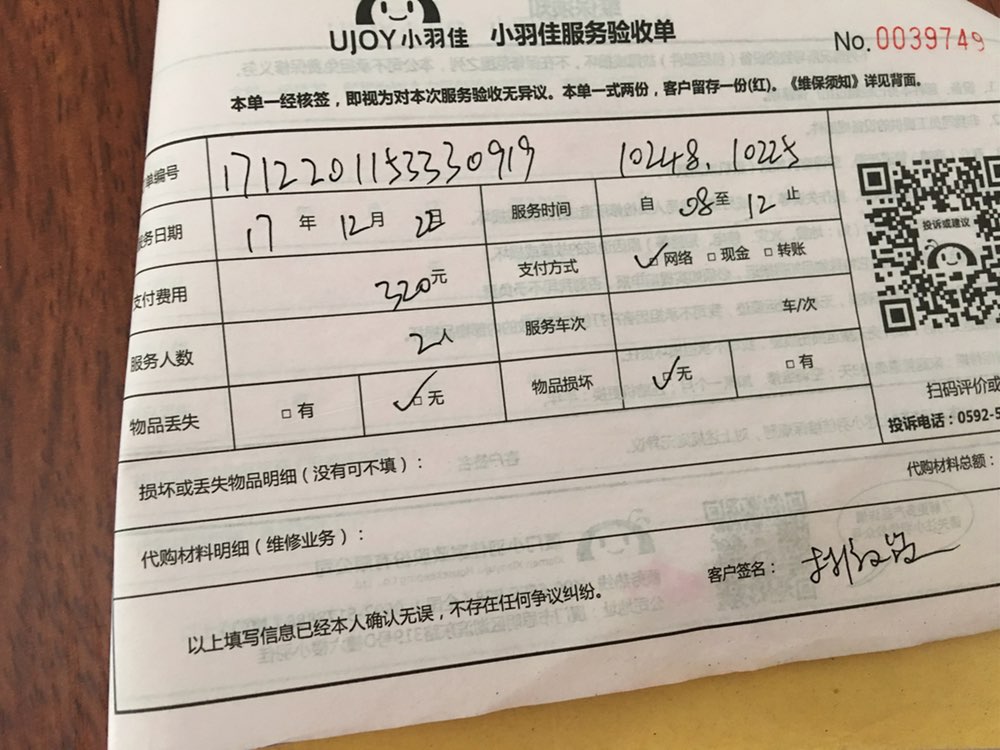 UJOY小羽佳 小羽佳服务验收单
No. 0039749
本单一经核签，即视为对本次服务验收无异议。本单一式两份，客户留存一份(红)。《维保须知》详见背面。
单编号 1712201153330919 10248. 10225
务日期 17 年 12月 2日 服务时间 自 08至 12 止
支付费用 320元 支付方式 网络 □ 现金 □ 转账
投诉或建议
服务人数 2人 服务车次 车/次
物品丢失 □ 有 □ 无 物品损坏 □ 无 □ 有
扫码评价或
投诉电话：0592-5
损坏或丢失物品明细（没有可不填）：
代购材料总额：
代购材料明细（维修业务）：
客户签名：
以上填写信息已经本人确认无误，不存在任何争议纠纷。